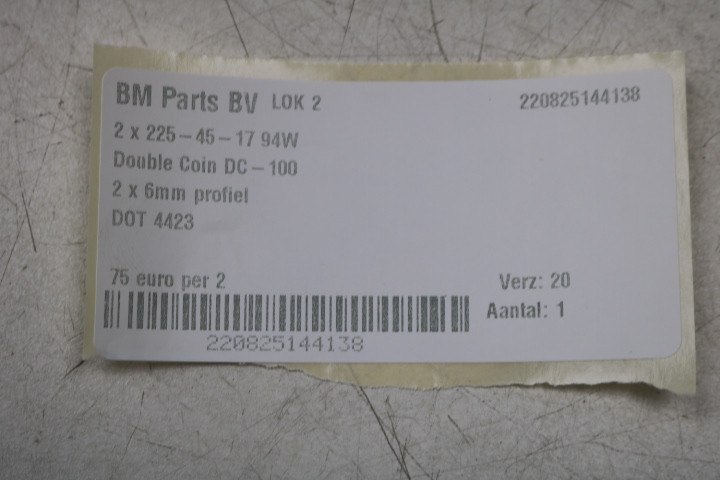 BM Parts BV LOK 2 220825144138
2 x 225-45-17 94W
Double Coin DC-100
2 x 6mm profiel
DOT 4423
75 euro per 2 Verz: 20
Aantal: 1
220825144138